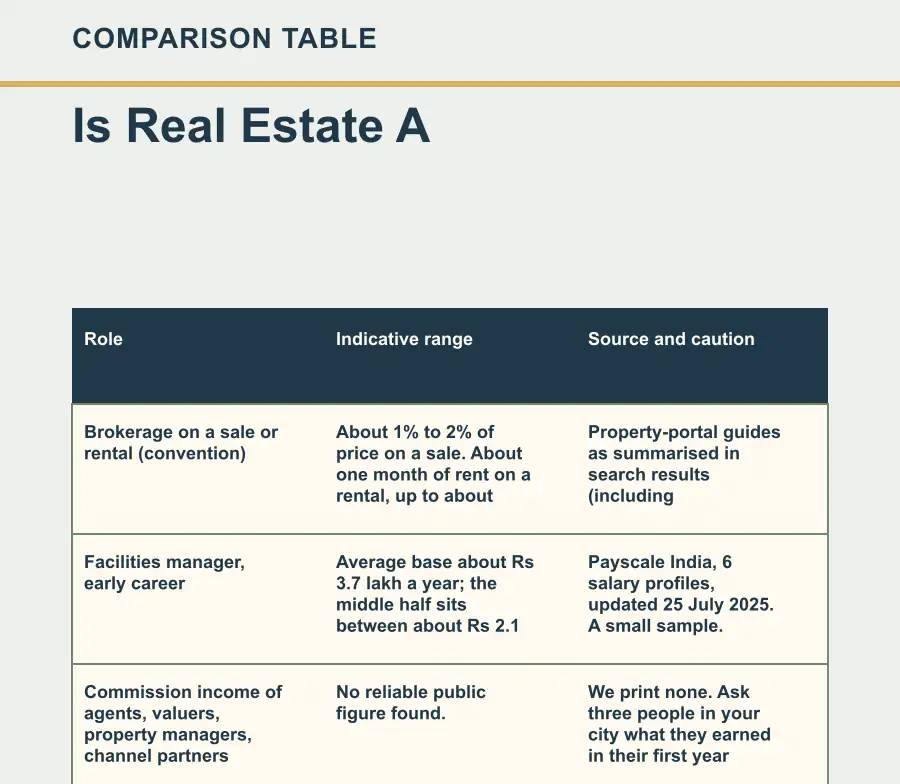 COMPARISON TABLE
Is Real Estate A
Role
Indicative range
Source and caution
Brokerage on a sale or
rental (convention)
About 1% to 2% of
price on a sale. About
one month of rent on a
rental, up to about
Property-portal guides
as summarised in
search results
(including
Facilities manager,
early career
Average base about Rs
3.7 lakh a year; the
middle half sits
between about Rs 2.1
Payscale India, 6
salary profiles,
updated 25 July 2025.
A small sample.
Commission income of
agents, valuers,
property managers,
channel partners
No reliable public
figure found.
We print none. Ask
three people in your
city what they earned
in their first year